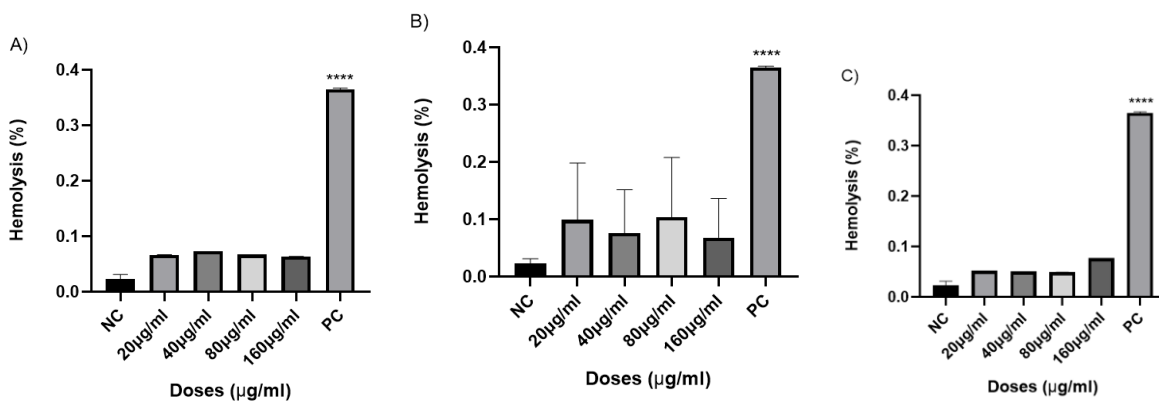 A)
Hemolysis (%)
0.4
0.3
0.2
0.1
0.0
****
NC
20µg/ml
40µg/ml
80µg/ml
160µg/ml
PC
Doses (µg/ml)
B)
Hemolysis (%)
0.4
0.3
0.2
0.1
0.0
****
NC
20µg/ml
40µg/ml
80µg/ml
160µg/ml
PC
Doses (µg/ml)
C)
Hemolysis (%)
0.4
0.3
0.2
0.1
0.0
****
NC
20µg/ml
40µg/ml
80µg/ml
160µg/ml
PC
Doses (µg/ml)